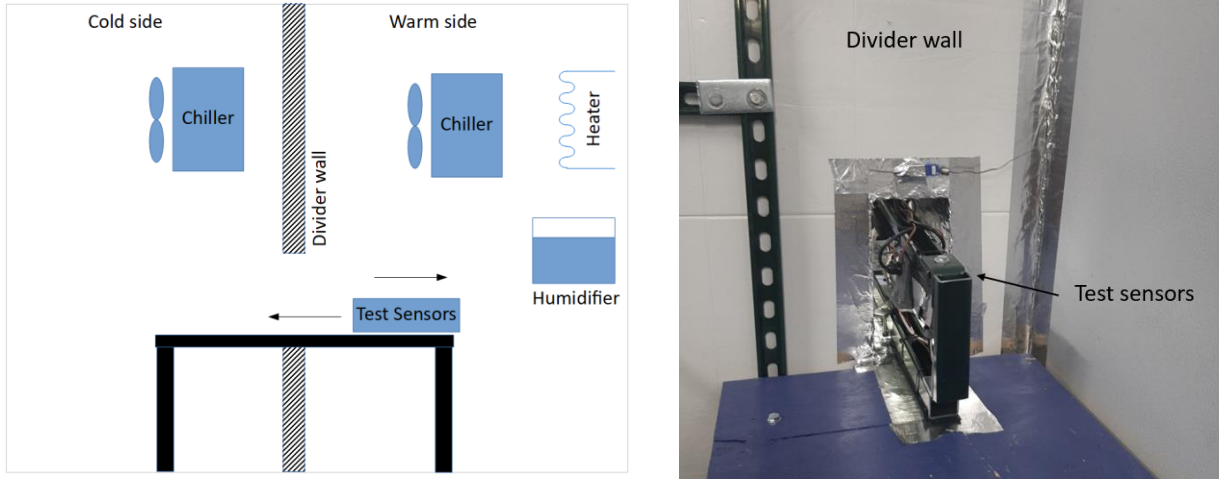 Cold side
Warm side
Chiller
Chiller
Heater
Divider wall
Humidifier
Test Sensors
Divider wall
Test sensors